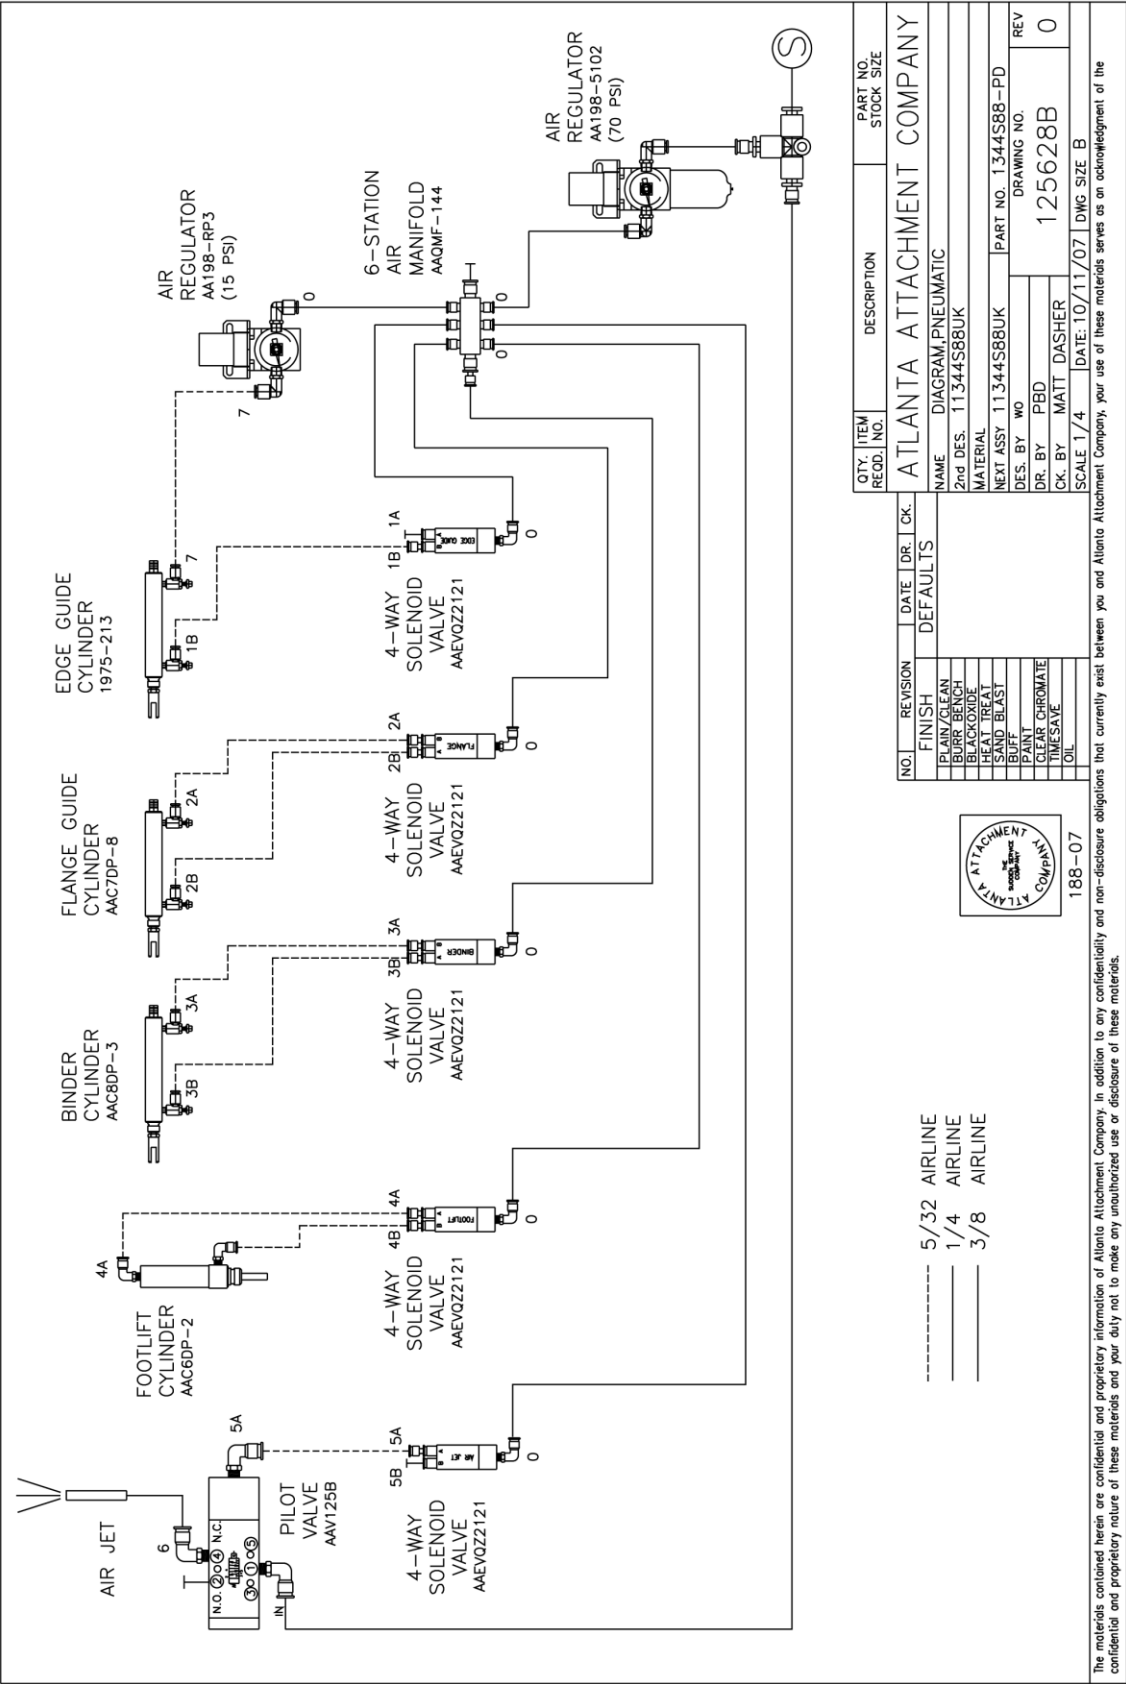 AIR JET
6
N.O.
2
4
N.C.
3
1
5
IN
5A
PILOT
VALVE
AAV125B
5B
5A
AIR JET
A
B
0
4-WAY
SOLENOID
VALVE
AAEVQZ2121
FOOTLIFT
CYLINDER
AAC6DP-2
4A
4B
4A
FOOTLIFT
A
B
0
4-WAY
SOLENOID
VALVE
AAEVQZ2121
BINDER
CYLINDER
AAC8DP-3
3B
3A
3B
3A
BINDER
A
B
0
4-WAY
SOLENOID
VALVE
AAEVQZ2121
FLANGE GUIDE
CYLINDER
AAC7DP-8
2B
2A
2B
2A
FLANGE
A
B
0
4-WAY
SOLENOID
VALVE
AAEVQZ2121
EDGE GUIDE
CYLINDER
1975-213
1B
7
1B
1A
EDGE GUIDE
B
A
0
4-WAY
SOLENOID
VALVE
AAEVQZ2121
AIR
REGULATOR
AA198-RP3
(15 PSI)
7
0
6-STATION
AIR
MANIFOLD
AAQMF-144
0
0
AIR
REGULATOR
AA198-5102
(70 PSI)
S
5/32 AIRLINE
1/4 AIRLINE
3/8 AIRLINE
ATLANTA ATTACHMENT COMPANY
THE
SUDDEN SERVICE
COMPANY
188-07
NO. REVISION DATE DR. CK.
FINISH DEFAULTS
PLAIN/CLEAN
BURR BENCH
BLACKOXIDE
HEAT TREAT
SAND BLAST
BUFF
PAINT
CLEAR CHROMATE
TIMESAVE
OIL
QTY. REQD. ITEM NO. DESCRIPTION PART NO. STOCK SIZE
ATLANTA ATTACHMENT COMPANY
NAME DIAGRAM,PNEUMATIC
2nd DES. 11344S88UK
MATERIAL
NEXT ASSY 11344S88UK PART NO. 1344S88-PD
DES. BY WO DRAWING NO. REV
DR. BY PBD 125628B 0
CK. BY MATT DASHER
SCALE 1/4 DATE: 10/11/07 DWG SIZE B
The materials contained herein are confidential and proprietary information of Atlanta Attachment Company. In addition to any confidentiality and non-disclosure obligations that currently exist between you and Atlanta Attachment Company, your use of these materials serves as an acknowledgment of the
confidential and proprietary nature of these materials and your duty not to make any unauthorized use or disclosure of these materials.